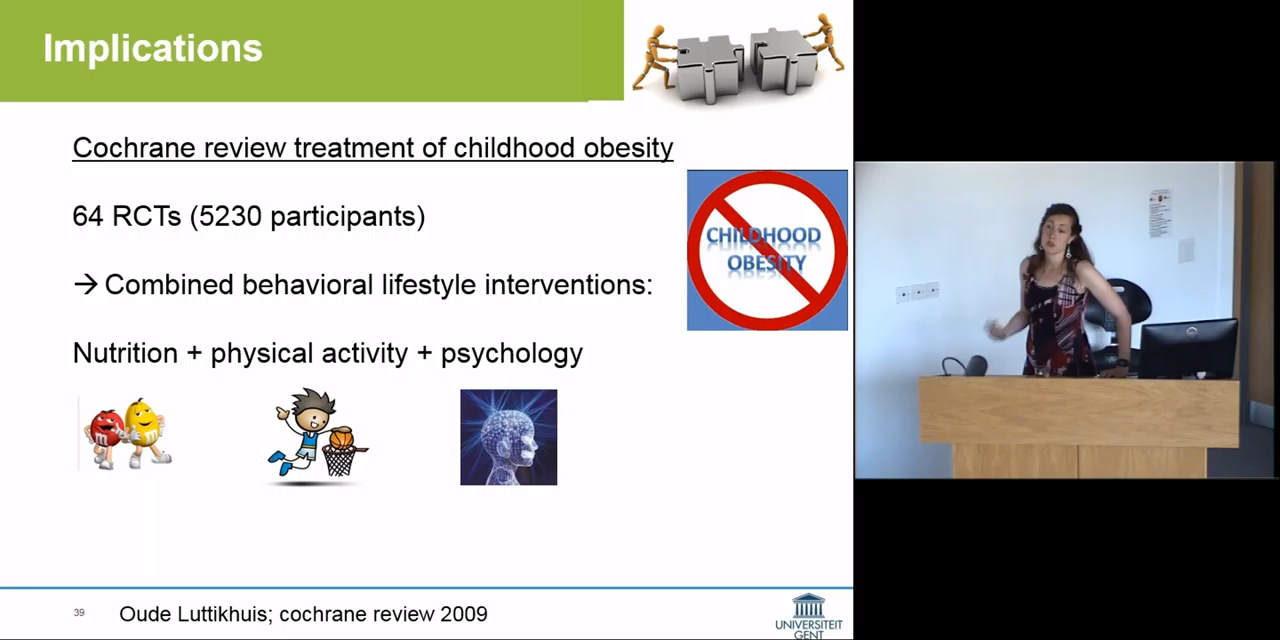 Implications
Cochrane review treatment of childhood obesity
64 RCTs (5230 participants)
CHILDHOOD
OBESITY
→ Combined behavioral lifestyle interventions:
Nutrition + physical activity + psychology
m m
39
Oude Luttikhuis; cochrane review 2009
UNIVERSITEIT
GENT